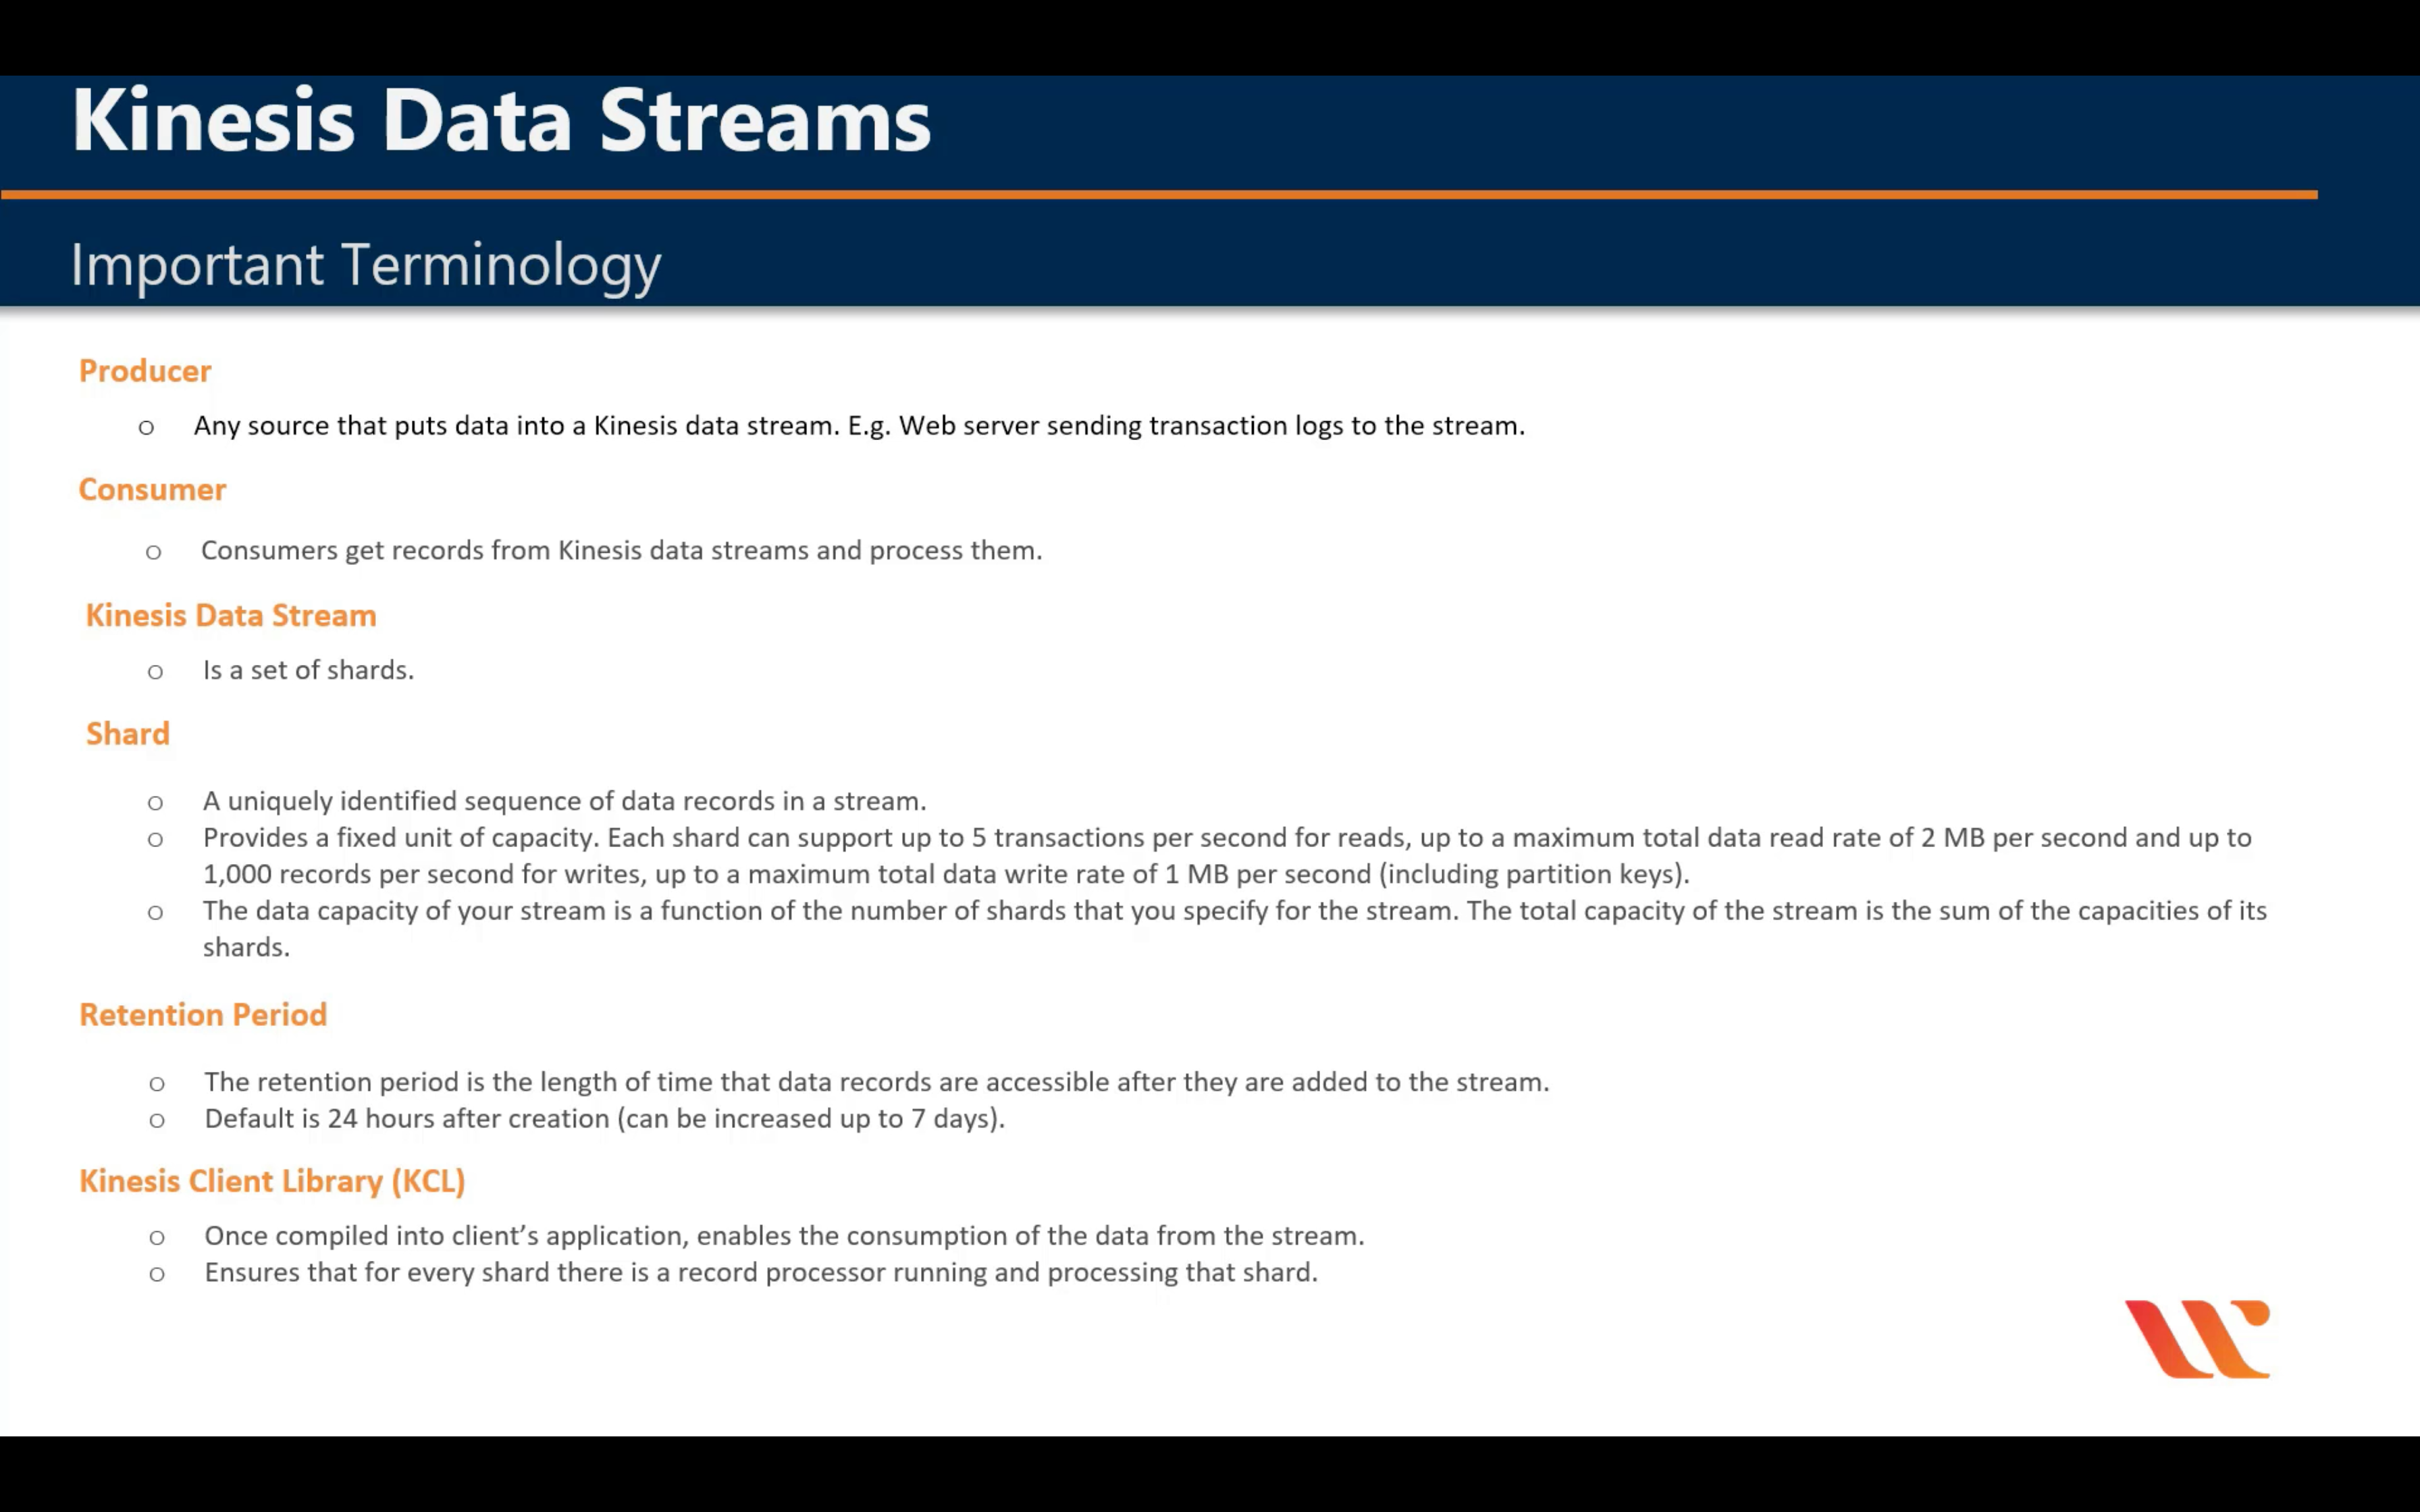 Kinesis Data Streams
Important Terminology
Producer
o Any source that puts data into a Kinesis data stream. E.g. Web server sending transaction logs to the stream.
Consumer
o Consumers get records from Kinesis data streams and process them.
Kinesis Data Stream
o Is a set of shards.
Shard
o A uniquely identified sequence of data records in a stream.
o Provides a fixed unit of capacity. Each shard can support up to 5 transactions per second for reads, up to a maximum total data read rate of 2 MB per second and up to
1,000 records per second for writes, up to a maximum total data write rate of 1 MB per second (including partition keys).
o The data capacity of your stream is a function of the number of shards that you specify for the stream. The total capacity of the stream is the sum of the capacities of its
shards.
Retention Period
o The retention period is the length of time that data records are accessible after they are added to the stream.
o Default is 24 hours after creation (can be increased up to 7 days).
Kinesis Client Library (KCL)
o Once compiled into client’s application, enables the consumption of the data from the stream.
o Ensures that for every shard there is a record processor running and processing that shard.